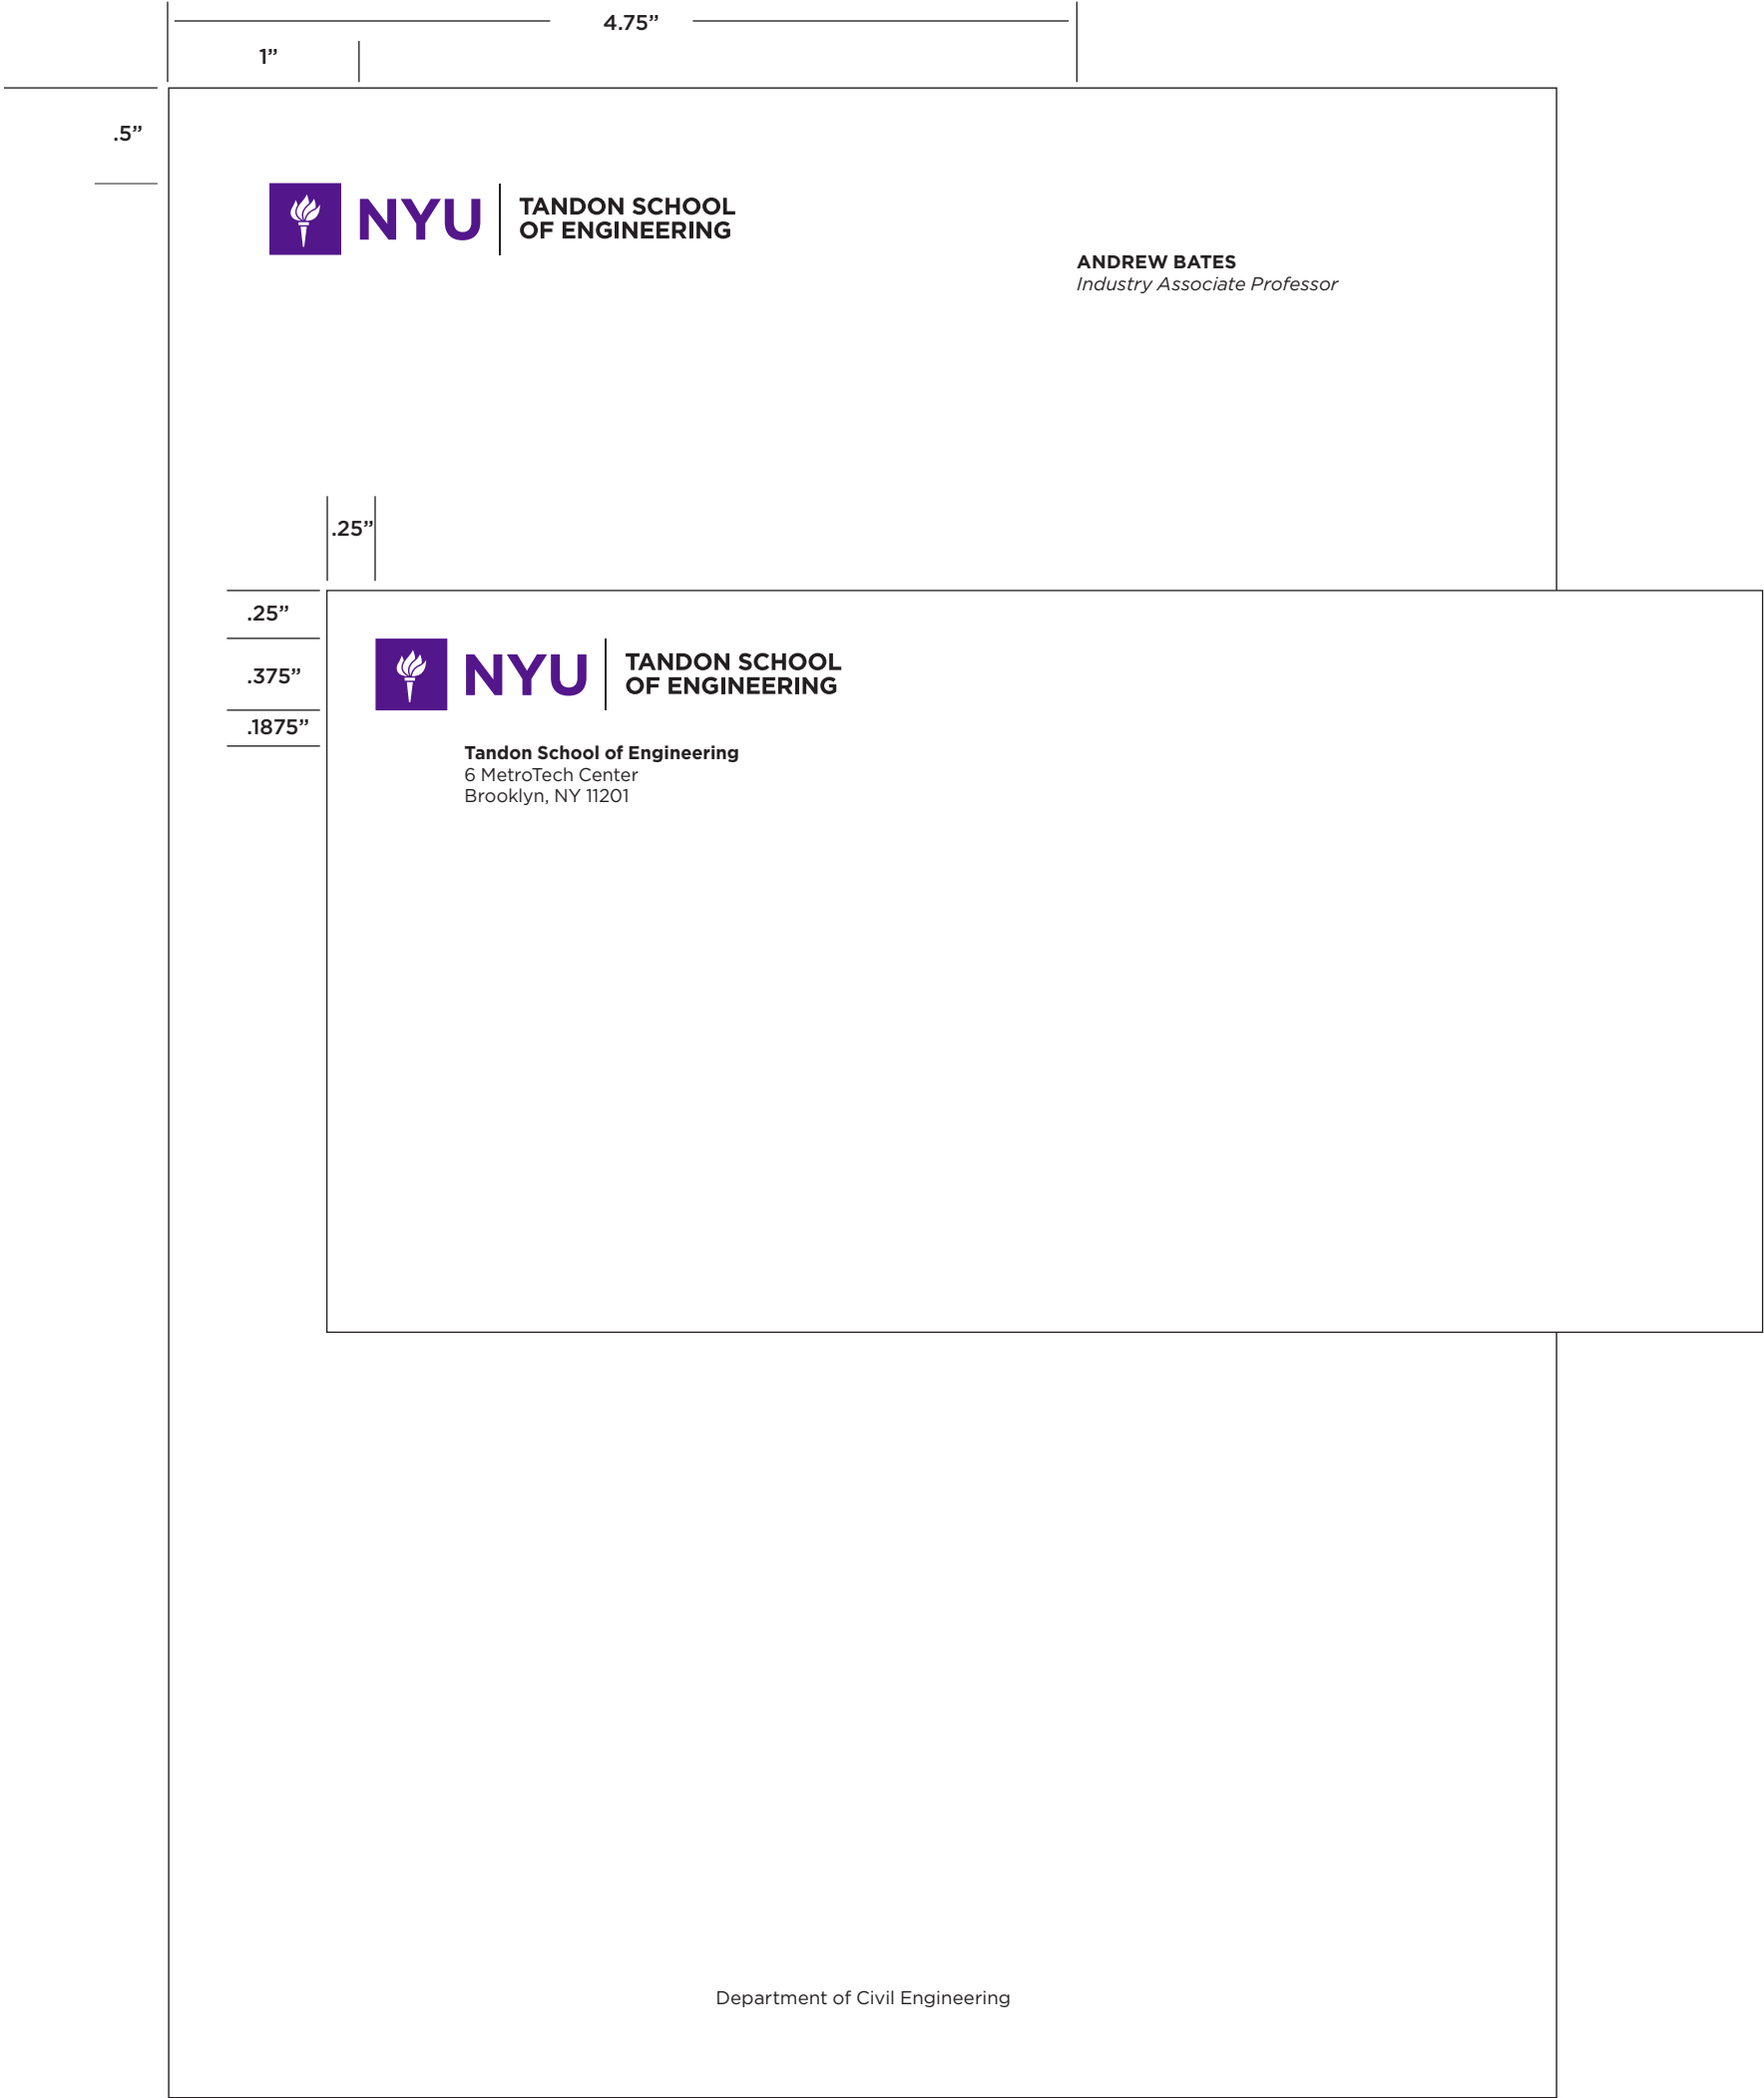 4.75”
1”
.5”
NYU
TANDON SCHOOL
OF ENGINEERING
ANDREW BATES
Industry Associate Professor
.25”
.25”
.375”
.1875”
NYU
TANDON SCHOOL
OF ENGINEERING
Tandon School of Engineering
6 MetroTech Center
Brooklyn, NY 11201
Department of Civil Engineering